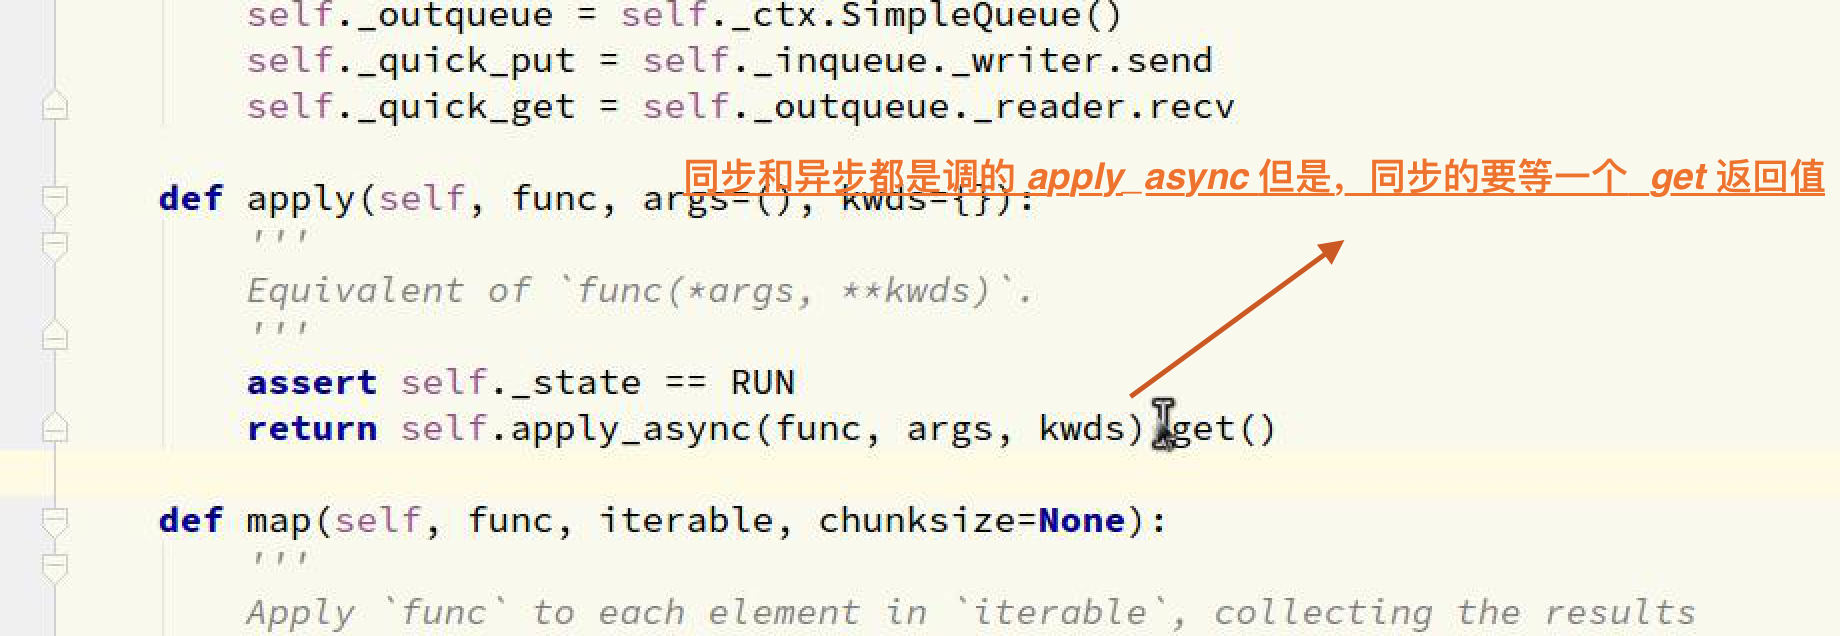 self._outqueue = self._ctx.SimpleQueue()
self._quick_put = self._inqueue._writer.send
self._quick_get = self._outqueue._reader.recv
同步和异步都是调的 apply_async 但是，同步的要等一个 get 返回值
def apply(self, func, args=(), kwds={}):
'''
Equivalent of `func(*args, **kwds)`.
'''
assert self._state == RUN
return self.apply_async(func, args, kwds).get()
def map(self, func, iterable, chunksize=None):
'''
Apply `func` to each element in `iterable`, collecting the results